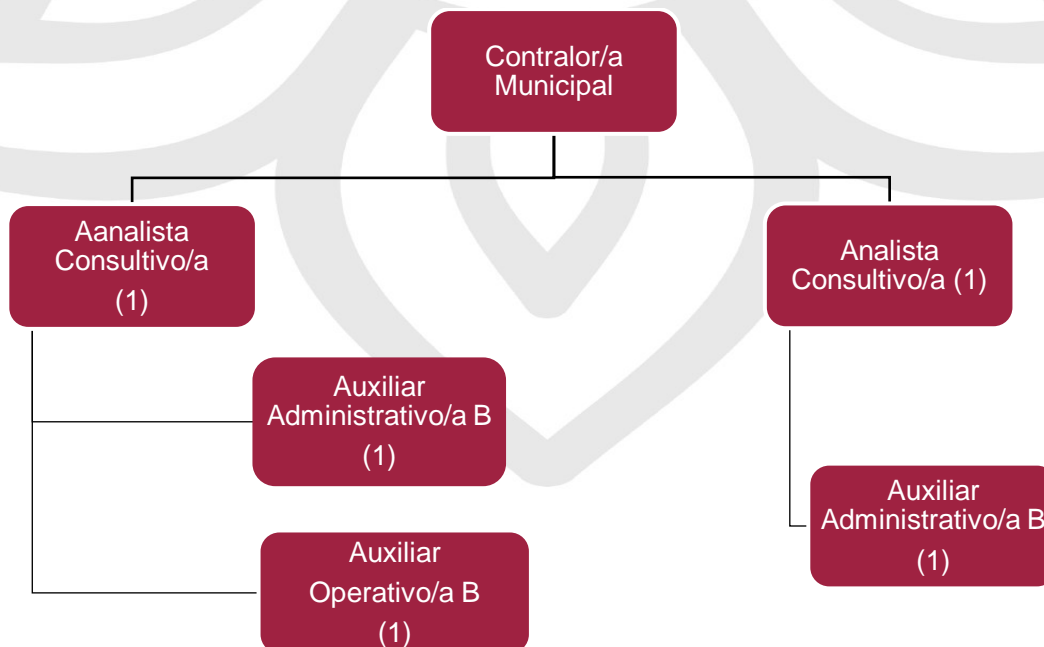 Contralor/a
Municipal
Aanalista
Consultivo/a
(1)
Analista
Consultivo/a (1)
Auxiliar
Administrativo/a B
(1)
Auxiliar
Administrativo/a B
(1)
Auxiliar
Operativo/a B
(1)